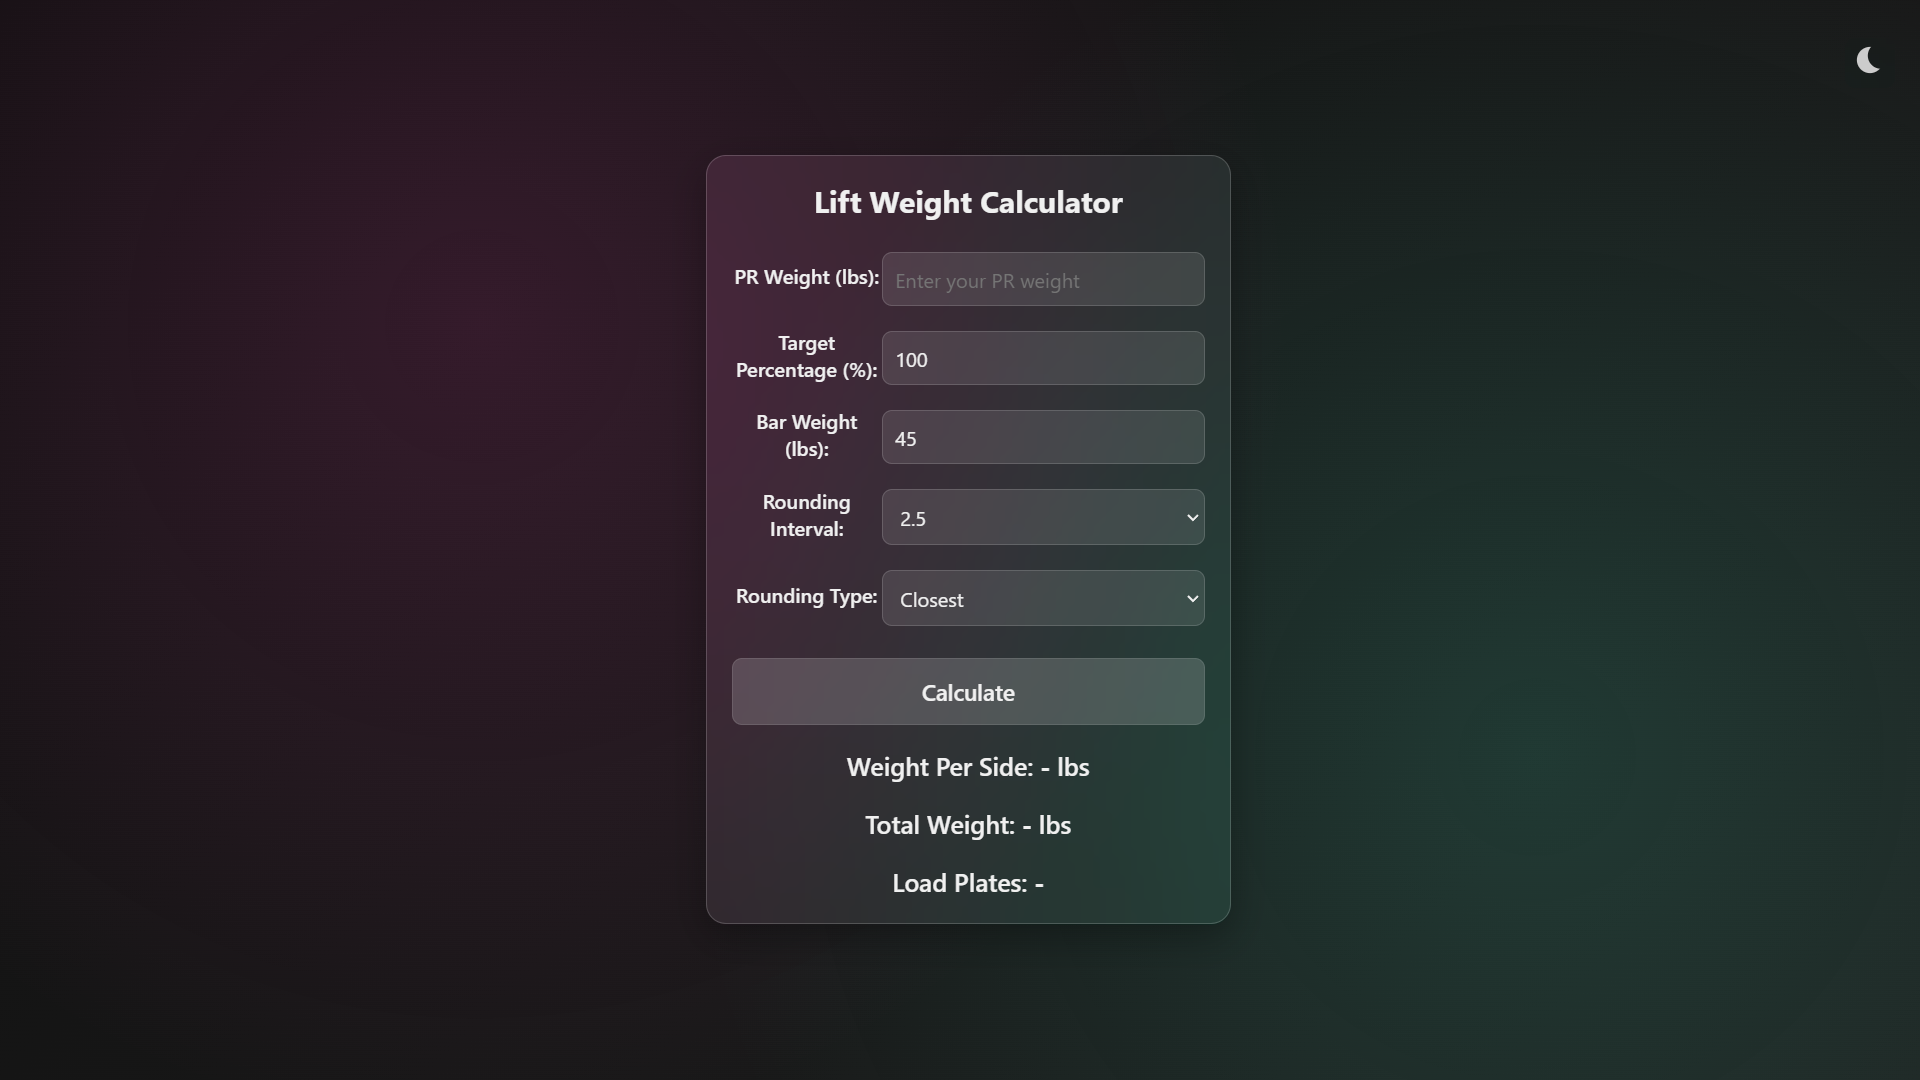 Lift Weight Calculator
PR Weight (lbs):
Enter your PR weight
Target
Percentage (%):
100
Bar Weight
(lbs):
45
Rounding
Interval:
2.5
Rounding Type:
Closest
Calculate
Weight Per Side: - lbs
Total Weight: - lbs
Load Plates: -